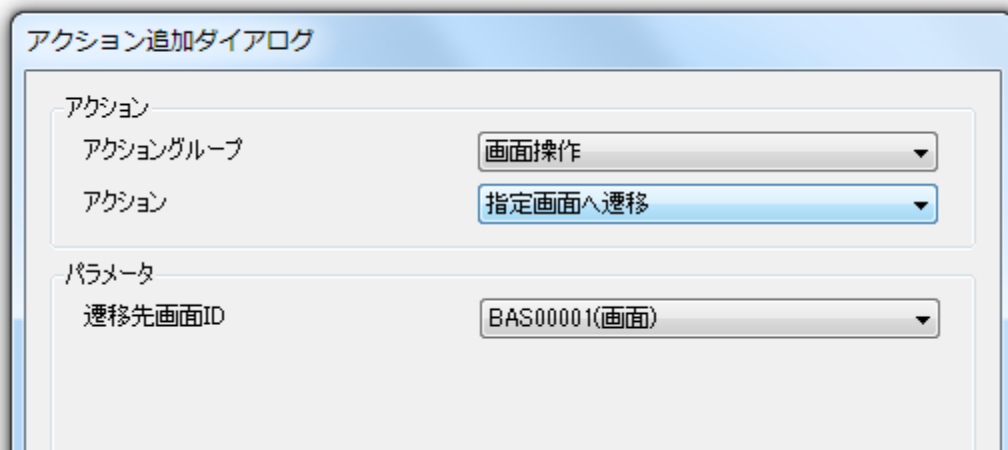 アクション追加ダイアログ
アクション
アクショングループ 画面操作
アクション 指定画面へ遷移
パラメータ
遷移先画面ID BAS00001(画面)